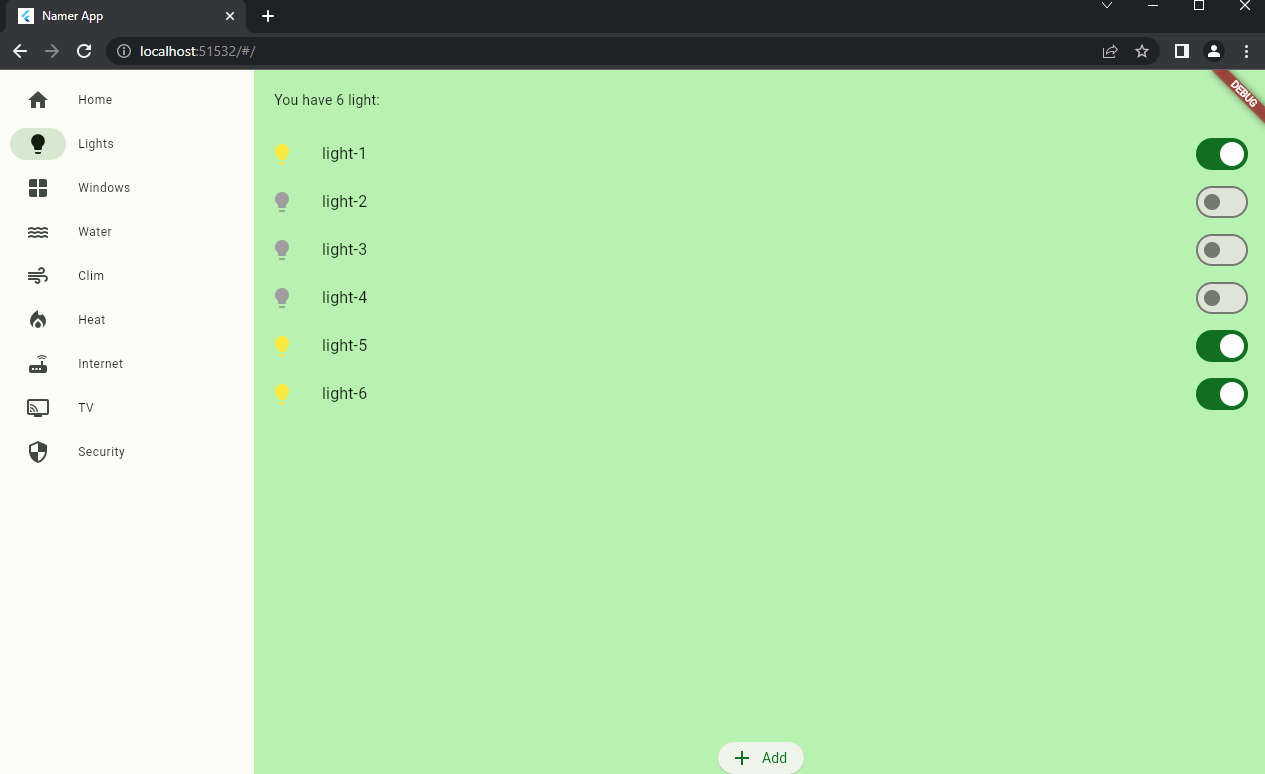 Namer App
localhost:51532/#/
DEBUG
Home
Lights
Windows
Water
Clim
Heat
Internet
TV
Security
You have 6 light:
light-1
light-2
light-3
light-4
light-5
light-6
Add